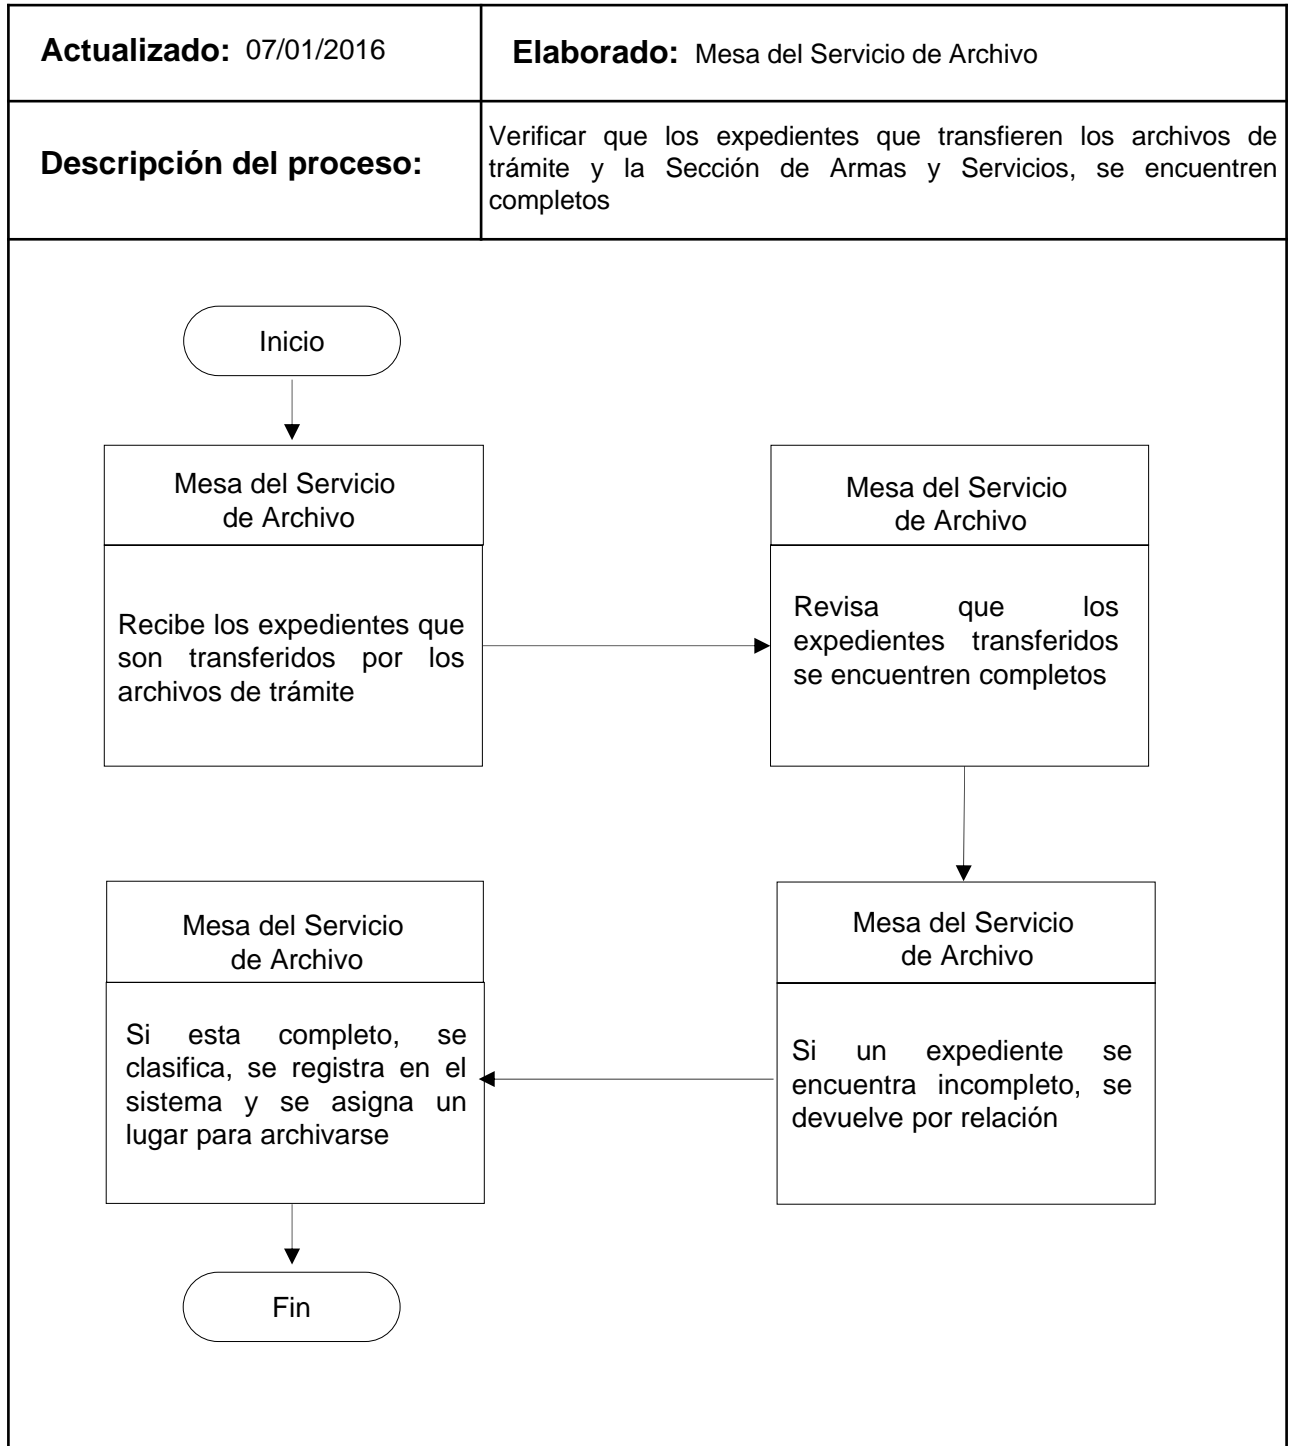 Actualizado: 07/01/2016
Elaborado: Mesa del Servicio de Archivo
Descripción del proceso:
Verificar que los expedientes que transfieren los archivos de
trámite y la Sección de Armas y Servicios, se encuentren
completos
Inicio
Mesa del Servicio
de Archivo
Recibe los expedientes que
son transferidos por los
archivos de trámite
Mesa del Servicio
de Archivo
Revisa que los
expedientes transferidos
se encuentren completos
Mesa del Servicio
de Archivo
Si un expediente se
encuentra incompleto, se
devuelve por relación
Mesa del Servicio
de Archivo
Si esta completo, se
clasifica, se registra en el
sistema y se asigna un
lugar para archivarse
Fin